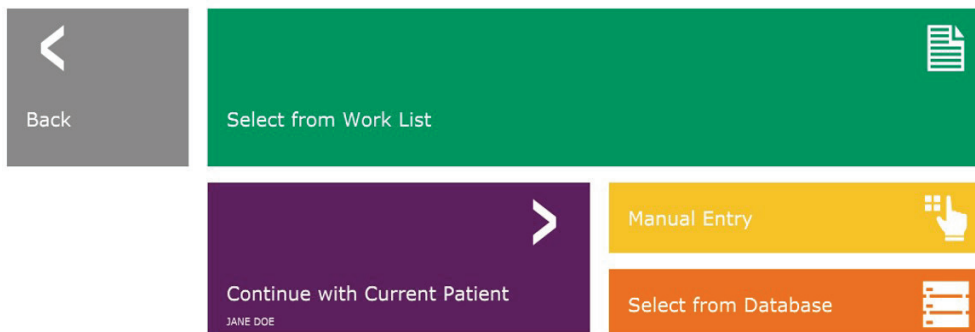 Back
Select from Work List
Manual Entry
Continue with Current Patient
JANE DOE
Select from Database